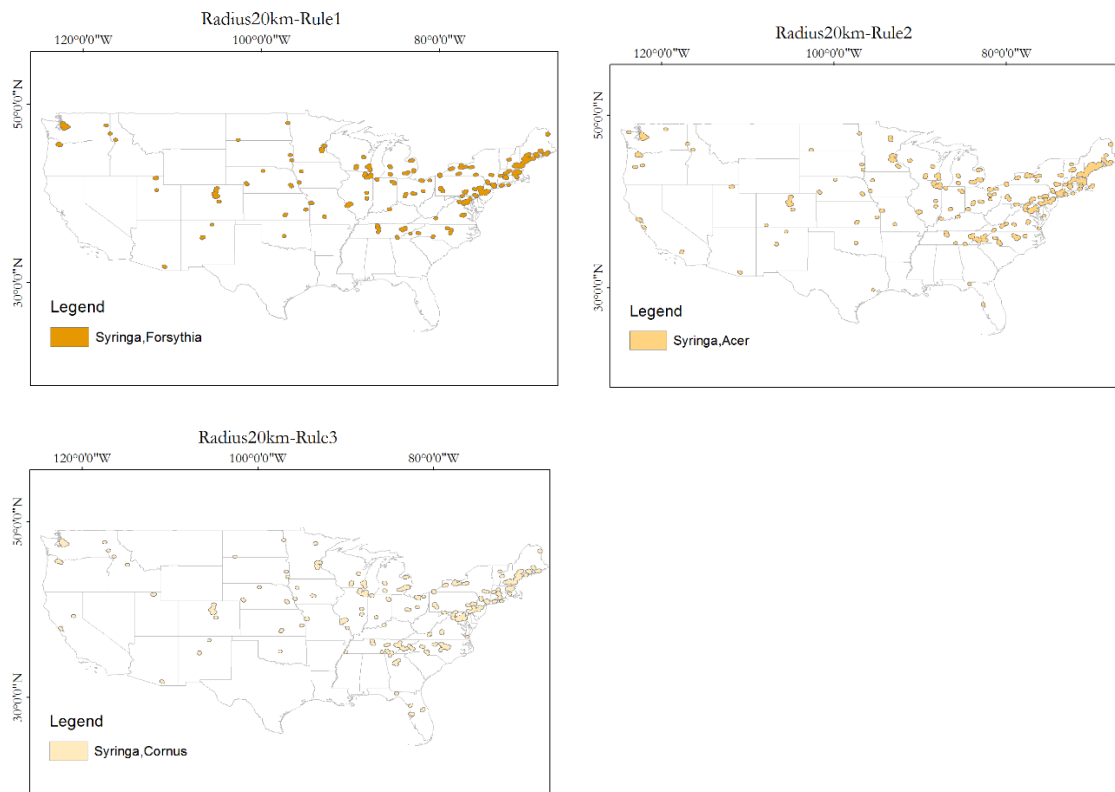 Radius20km-Rule1
120°0'0"W 100°0'0"W 80°0'0"W
50°0'0"N
30°0'0"N
Legend
Syringa,Forsythia
Radius20km-Rule2
120°0'0"W 100°0'0"W 80°0'0"W
50°0'0"N
30°0'0"N
Legend
Syringa,Acer
Radius20km-Rule3
120°0'0"W 100°0'0"W 80°0'0"W
50°0'0"N
30°0'0"N
Legend
Syringa,Cornus